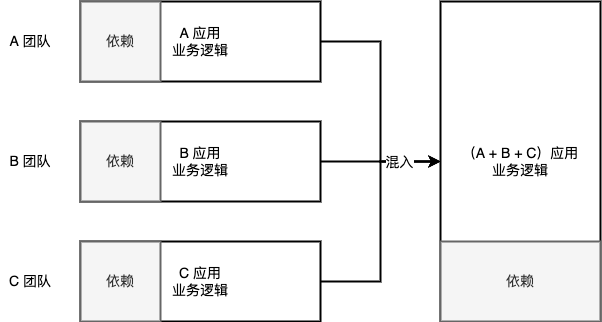 A 团队
依赖
A 应用
业务逻辑
B 团队
依赖
B 应用
业务逻辑
混入
(A + B + C)应用
业务逻辑
C 团队
依赖
C 应用
业务逻辑
依赖